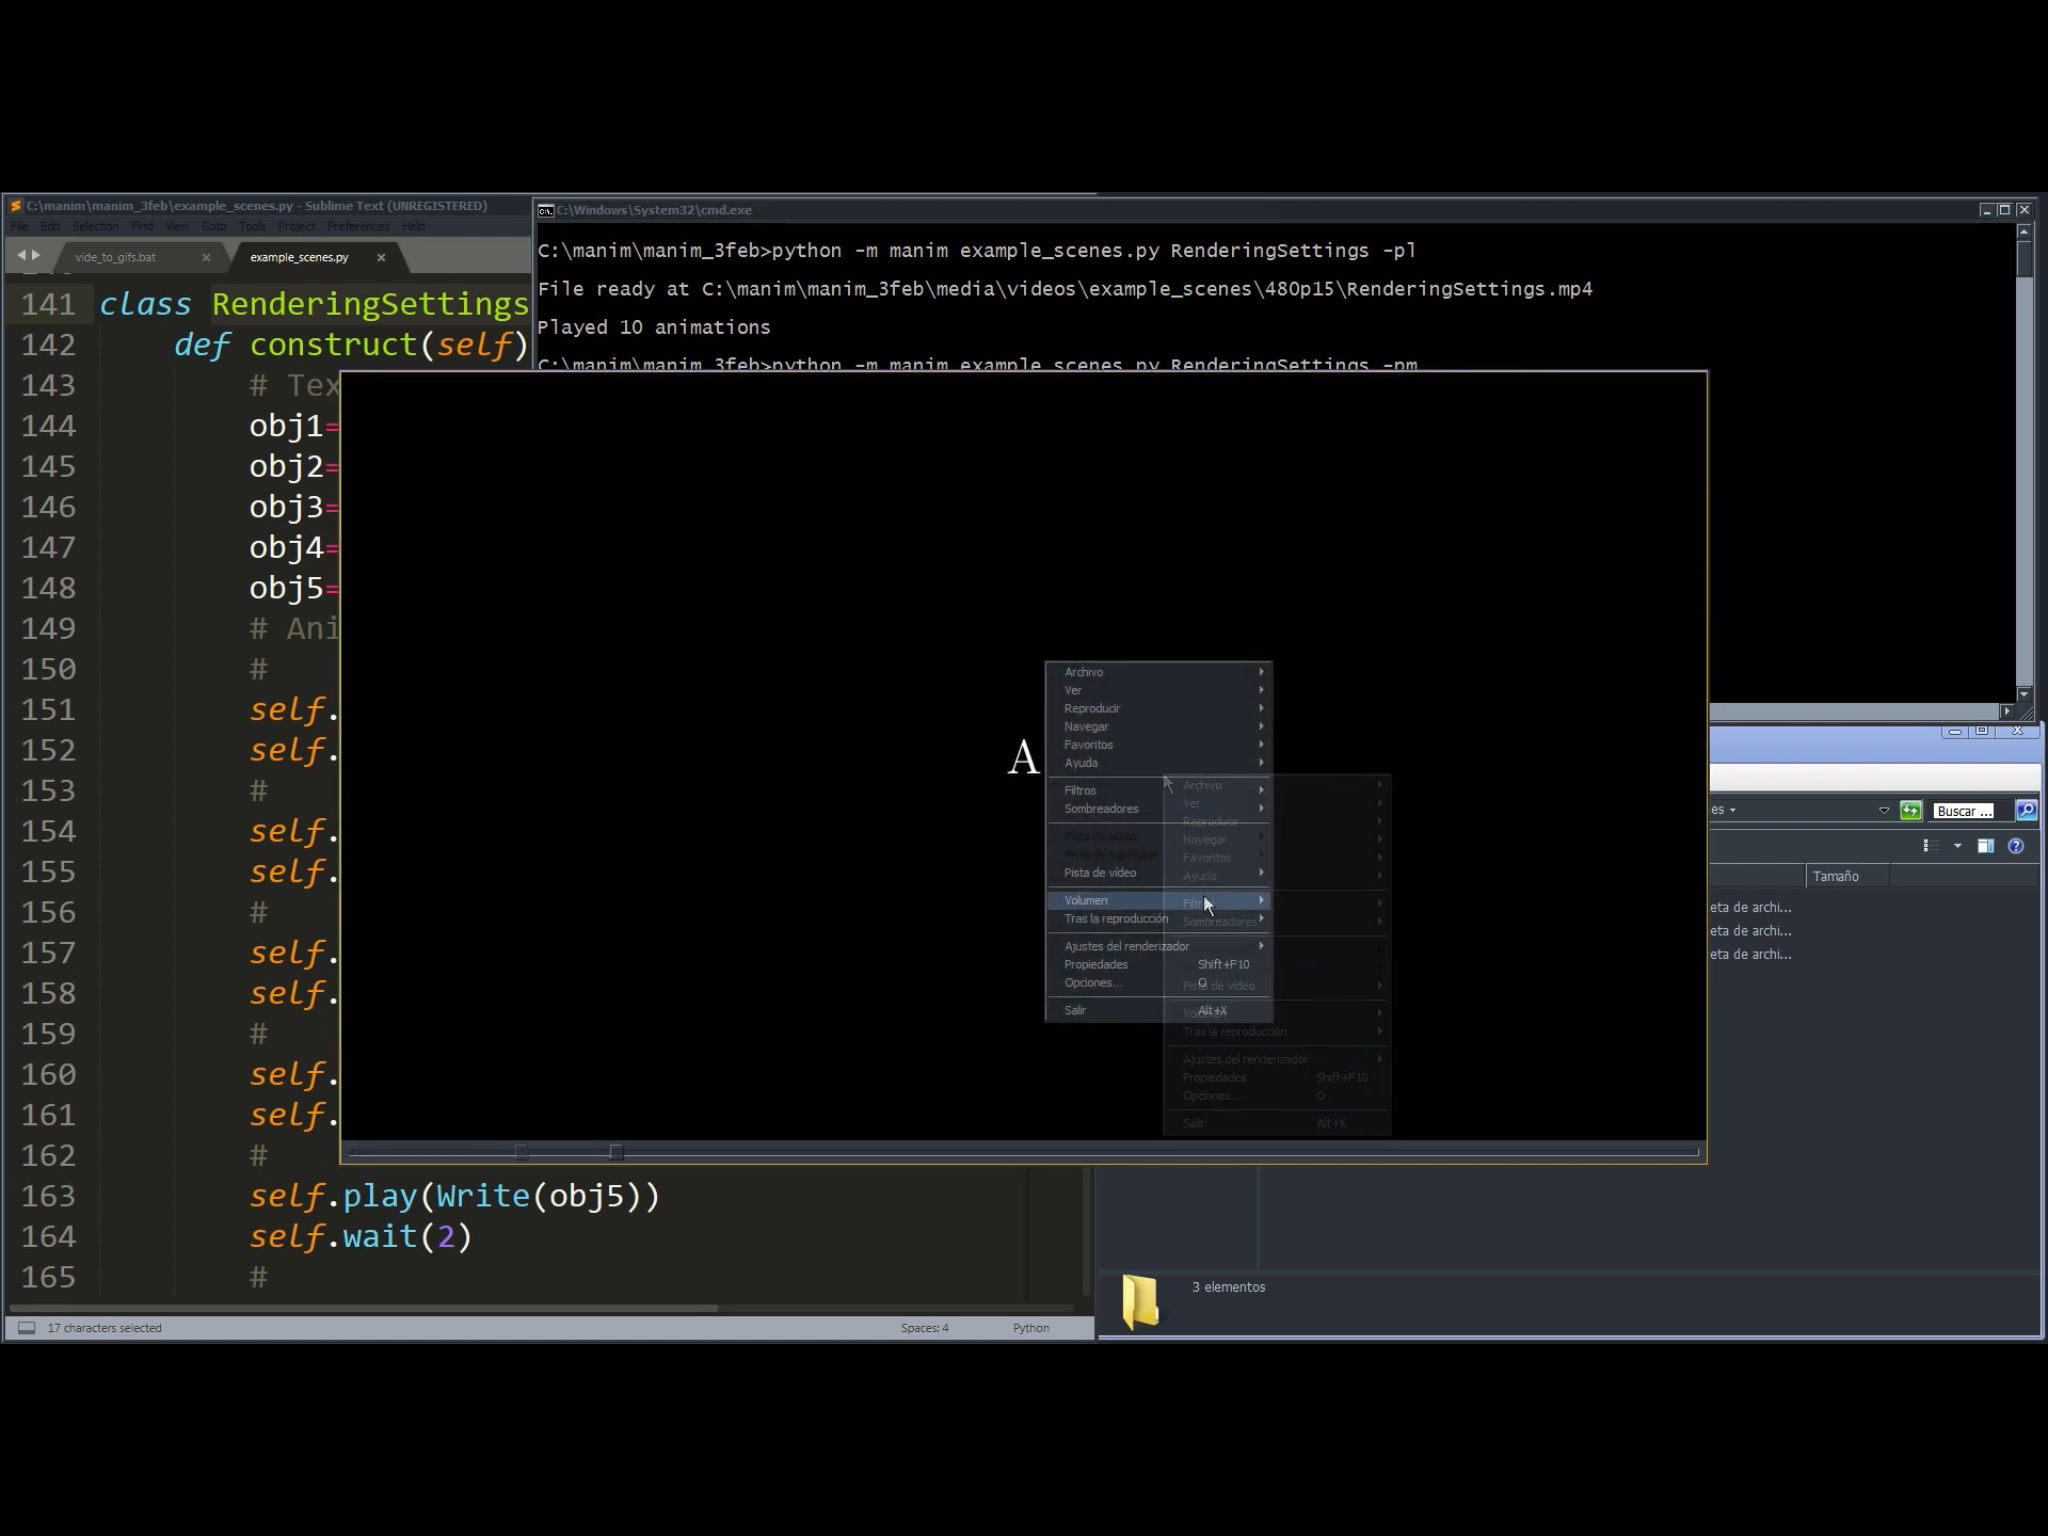 C:\manim\manim_3feb\example_scenes.py - Sublime Text (UNREGISTERED)
File Edit Selection Find View Goto Tools Project Preferences Help
vide_to_gifs.bat
example_scenes.py
141 class RenderingSettings
142 def construct(self)
143 # Tex
144 obj1=
145 obj2=
146 obj3=
147 obj4=
148 obj5=
149 # Ani
150 #
151 self.
152 self.
153 #
154 self.
155 self.
156 #
157 self.
158 self.
159 #
160 self.
161 self.
162 #
163 self.play(Write(obj5))
164 self.wait(2)
165 #
17 characters selected
Spaces: 4
Python
C:\Windows\System32\cmd.exe
C:\manim\manim_3feb>python -m manim example_scenes.py RenderingSettings -pl
File ready at C:\manim\manim_3feb\media\videos\example_scenes\480p15\RenderingSettings.mp4
Played 10 animations
C:\manim\manim_3feb>python -m manim example_scenes.py RenderingSettings -pm
A
Archivo
Ver
Reproducir
Navegar
Favoritos
Ayuda
Filtros
Sombreadores
Pista de audio
Pista de vídeo
Volumen
Tras la reproducción
Ajustes del renderizador
Propiedades Shift+F10
Opciones... O
Salir Alt+X
Archivo
Ver
Reproducir
Navegar
Favoritos
Ayuda
Sombreadores
Pista de vídeo
Tras la reproducción
Ajustes del renderizador
Propiedades Shift+F10
Opciones... O
Salir Alt+X
es
Buscar ...
Tamaño
eta de archi...
eta de archi...
eta de archi...
3 elementos